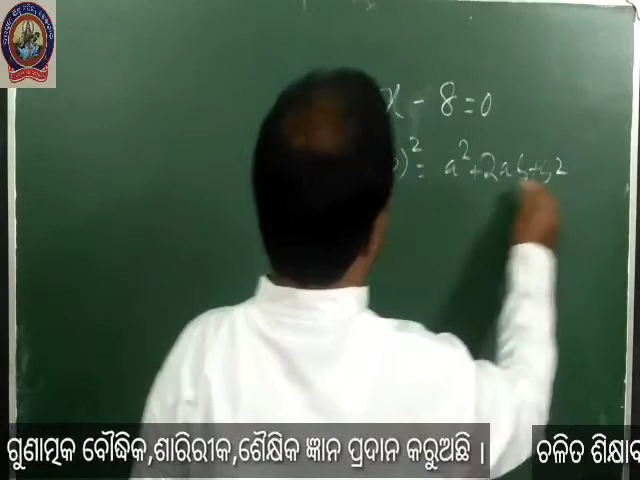 x - 8 = 0
)² = a² + 2ab + b²
ଗୁଣାତ୍ମକ ବୌଦ୍ଧିକ,ଶାରିରୀକ,ଶୈକ୍ଷିକ ଜ୍ଞାନ ପ୍ରଦାନ କରୁଅଛି । ଚଳିତ ଶିକ୍ଷାବ